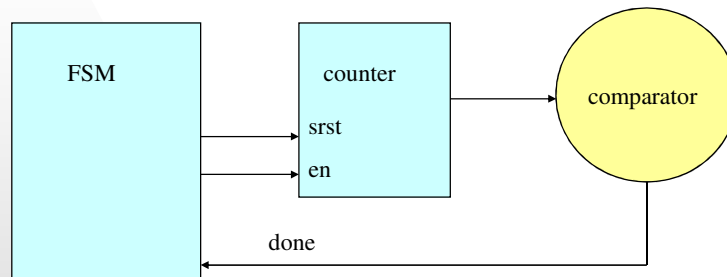 FSM
counter
comparator
srst
en
done